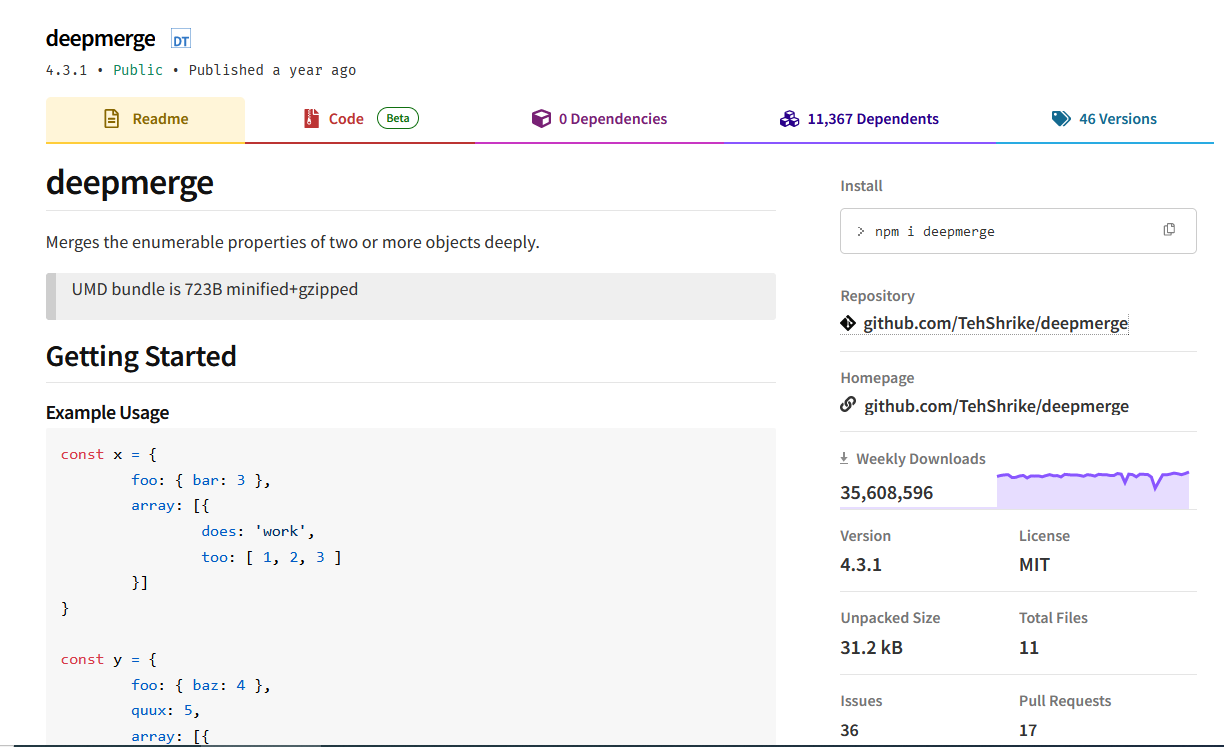 deepmerge DT
4.3.1 • Public • Published a year ago
Readme
Code Beta
0 Dependencies
11,367 Dependents
46 Versions
deepmerge
Merges the enumerable properties of two or more objects deeply.
UMD bundle is 723B minified+gzipped
Getting Started
Example Usage
const x = {
        foo: { bar: 3 },
        array: [{
                does: 'work',
                too: [ 1, 2, 3 ]
        }]
}
const y = {
        foo: { baz: 4 },
        quux: 5,
        array: [{
Install
> npm i deepmerge
Repository
github.com/TehShrike/deepmerge
Homepage
github.com/TehShrike/deepmerge
Weekly Downloads
35,608,596
Version
4.3.1
License
MIT
Unpacked Size
31.2 kB
Total Files
11
Issues
36
Pull Requests
17